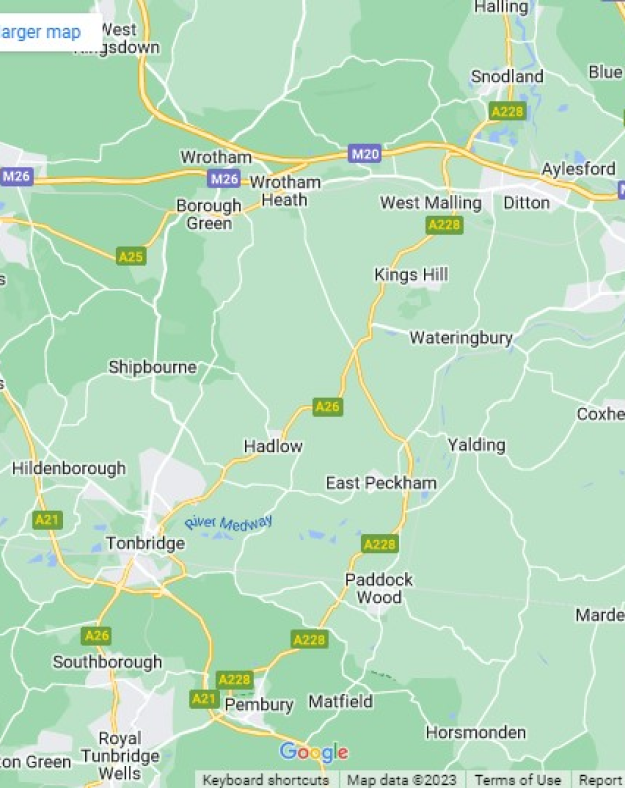 Halling
arger map
West
Kingsdown
Snodland
Blue
A228
Wrotham
M20
Aylesford
M26
M26
Wrotham
Heath
Borough
Green
West Malling
Ditton
A228
A25
Kings Hill
s
Wateringbury
Shipbourne
s
A26
Coxhe
Hadlow
Yalding
Hildenborough
East Peckham
A21
River Medway
Tonbridge
A228
Paddock
Wood
Marde
A26
A228
Southborough
A228
A21
Pembury
Matfield
Horsmonden
Royal
Tunbridge
Wells
Google
ton Green
Keyboard shortcuts
Map data ©2023
Terms of Use
Report